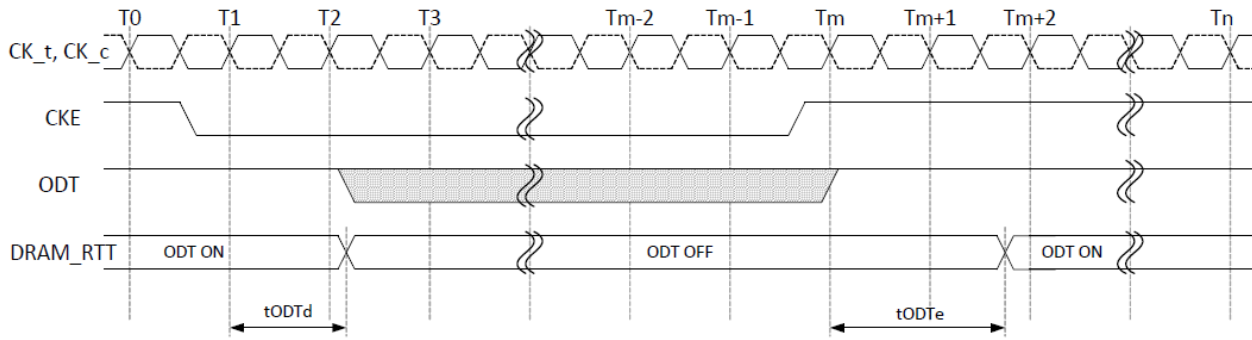 T0 T1 T2 T3 Tm-2 Tm-1 Tm Tm+1 Tm+2 Tn
CK_t, CK_c
CKE
ODT
DRAM_RTT ODT ON ODT OFF ODT ON
tODTd tODTe